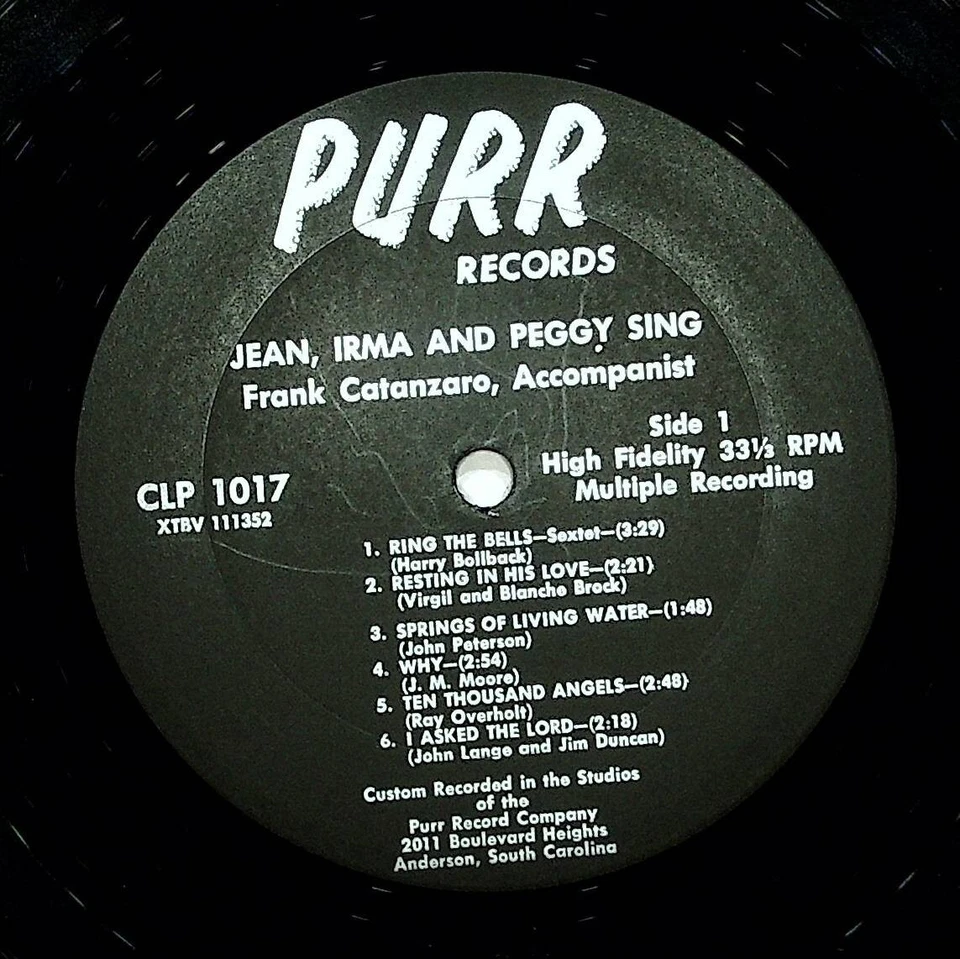 PURR
RECORDS
JEAN, IRMA AND PEGGY SING
Frank Catanzaro, Accompanist
Side 1
High Fidelity 33⅓ RPM
Multiple Recording
CLP 1017
XTBV 111352
1. RING THE BELLS—Sextet—(3:29)
(Harry Bollback)
2. RESTING IN HIS LOVE—(2:21)
(Virgil and Blanche Brock)
3. SPRINGS OF LIVING WATER—(1:48)
(John Peterson)
4. WHY—(2:54)
(J. M. Moore)
5. TEN THOUSAND ANGELS—(2:48)
(Ray Overholt)
6. I ASKED THE LORD—(2:18)
(John Lange and Jim Duncan)
Custom Recorded in the Studios
of the
Purr Record Company
2011 Boulevard Heights
Anderson, South Carolina